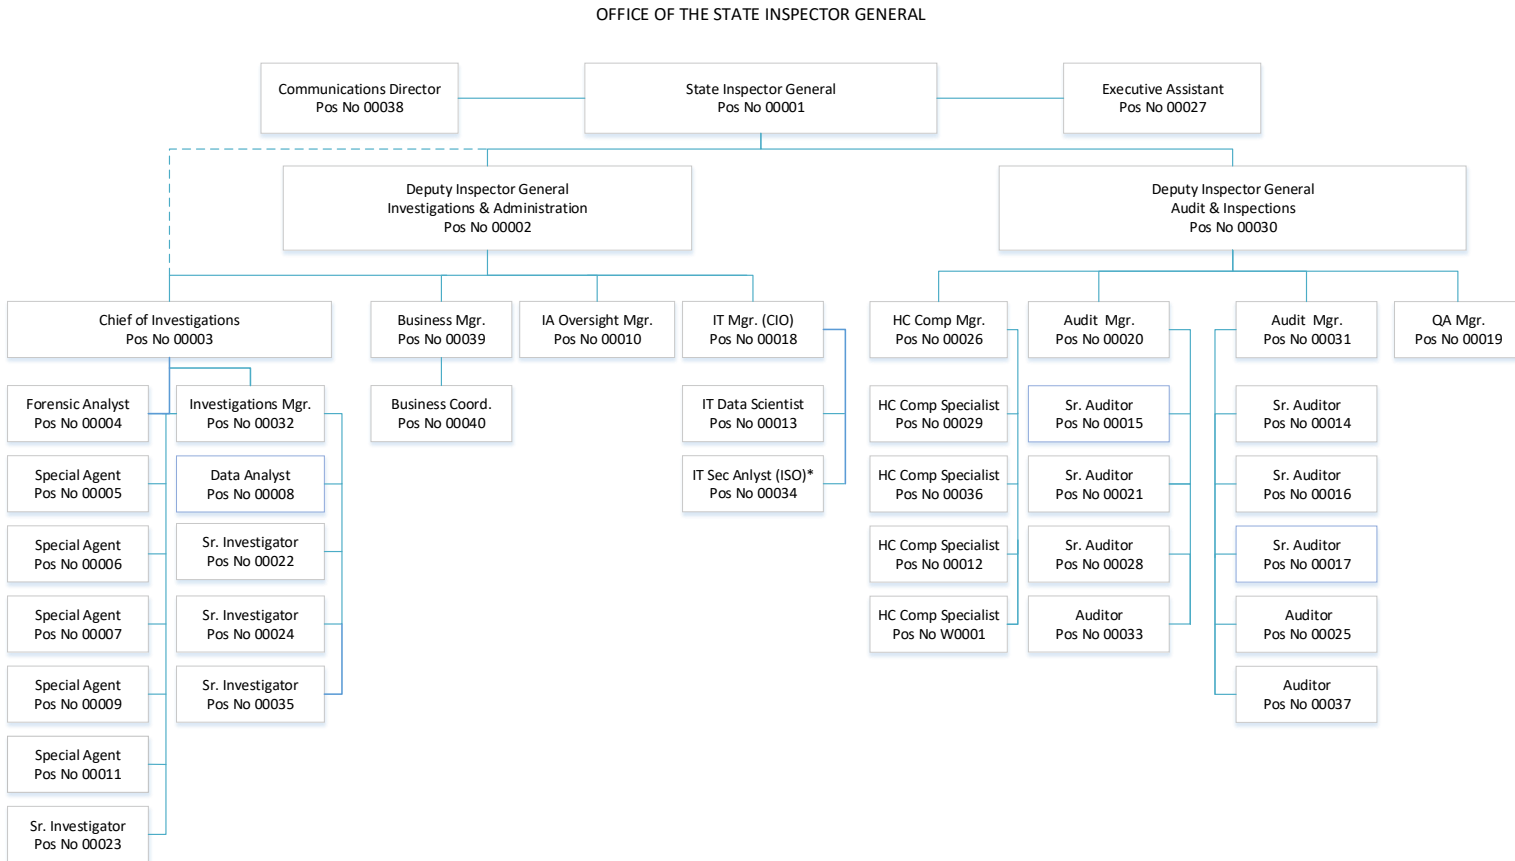 OFFICE OF THE STATE INSPECTOR GENERAL
Communications Director
Pos No 00038
State Inspector General
Pos No 00001
Executive Assistant
Pos No 00027
Deputy Inspector General
Investigations & Administration
Pos No 00002
Deputy Inspector General
Audit & Inspections
Pos No 00030
Chief of Investigations
Pos No 00003
Business Mgr.
Pos No 00039
IA Oversight Mgr.
Pos No 00010
IT Mgr. (CIO)
Pos No 00018
HC Comp Mgr.
Pos No 00026
Audit Mgr.
Pos No 00020
Audit Mgr.
Pos No 00031
QA Mgr.
Pos No 00019
Forensic Analyst
Pos No 00004
Investigations Mgr.
Pos No 00032
Business Coord.
Pos No 00040
IT Data Scientist
Pos No 00013
HC Comp Specialist
Pos No 00029
Sr. Auditor
Pos No 00015
Sr. Auditor
Pos No 00014
Special Agent
Pos No 00005
Data Analyst
Pos No 00008
IT Sec Anlyst (ISO)*
Pos No 00034
HC Comp Specialist
Pos No 00036
Sr. Auditor
Pos No 00021
Sr. Auditor
Pos No 00016
Special Agent
Pos No 00006
Sr. Investigator
Pos No 00022
HC Comp Specialist
Pos No 00012
Sr. Auditor
Pos No 00028
Sr. Auditor
Pos No 00017
Special Agent
Pos No 00007
Sr. Investigator
Pos No 00024
HC Comp Specialist
Pos No W0001
Auditor
Pos No 00033
Auditor
Pos No 00025
Special Agent
Pos No 00009
Sr. Investigator
Pos No 00035
Auditor
Pos No 00037
Special Agent
Pos No 00011
Sr. Investigator
Pos No 00023